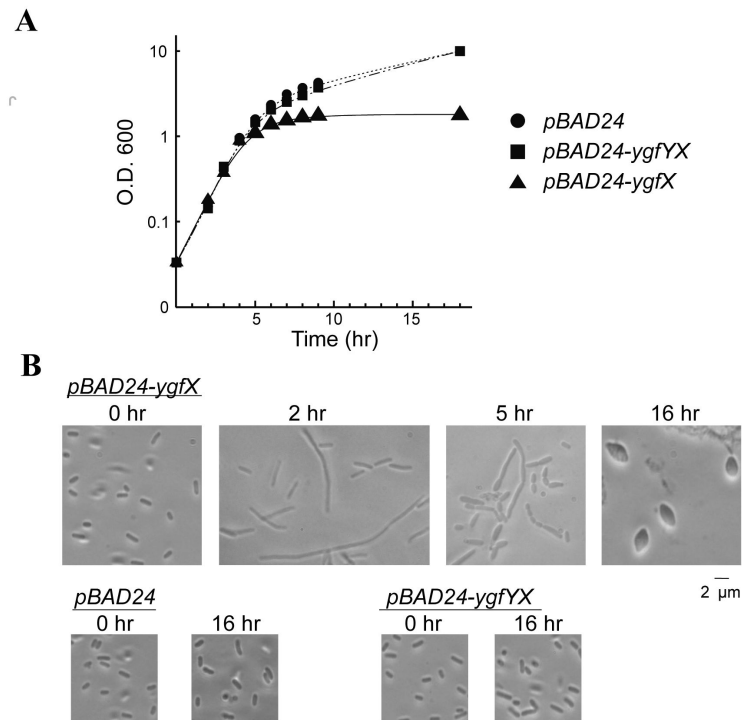 A
10
1
0.1
0
O.D. 600
5
10
15
Time (hr)
pBAD24
pBAD24-ygfYX
pBAD24-ygfX
B
pBAD24-ygfX
0 hr
2 hr
5 hr
16 hr
2 µm
pBAD24
0 hr
16 hr
pBAD24-ygfYX
0 hr
16 hr